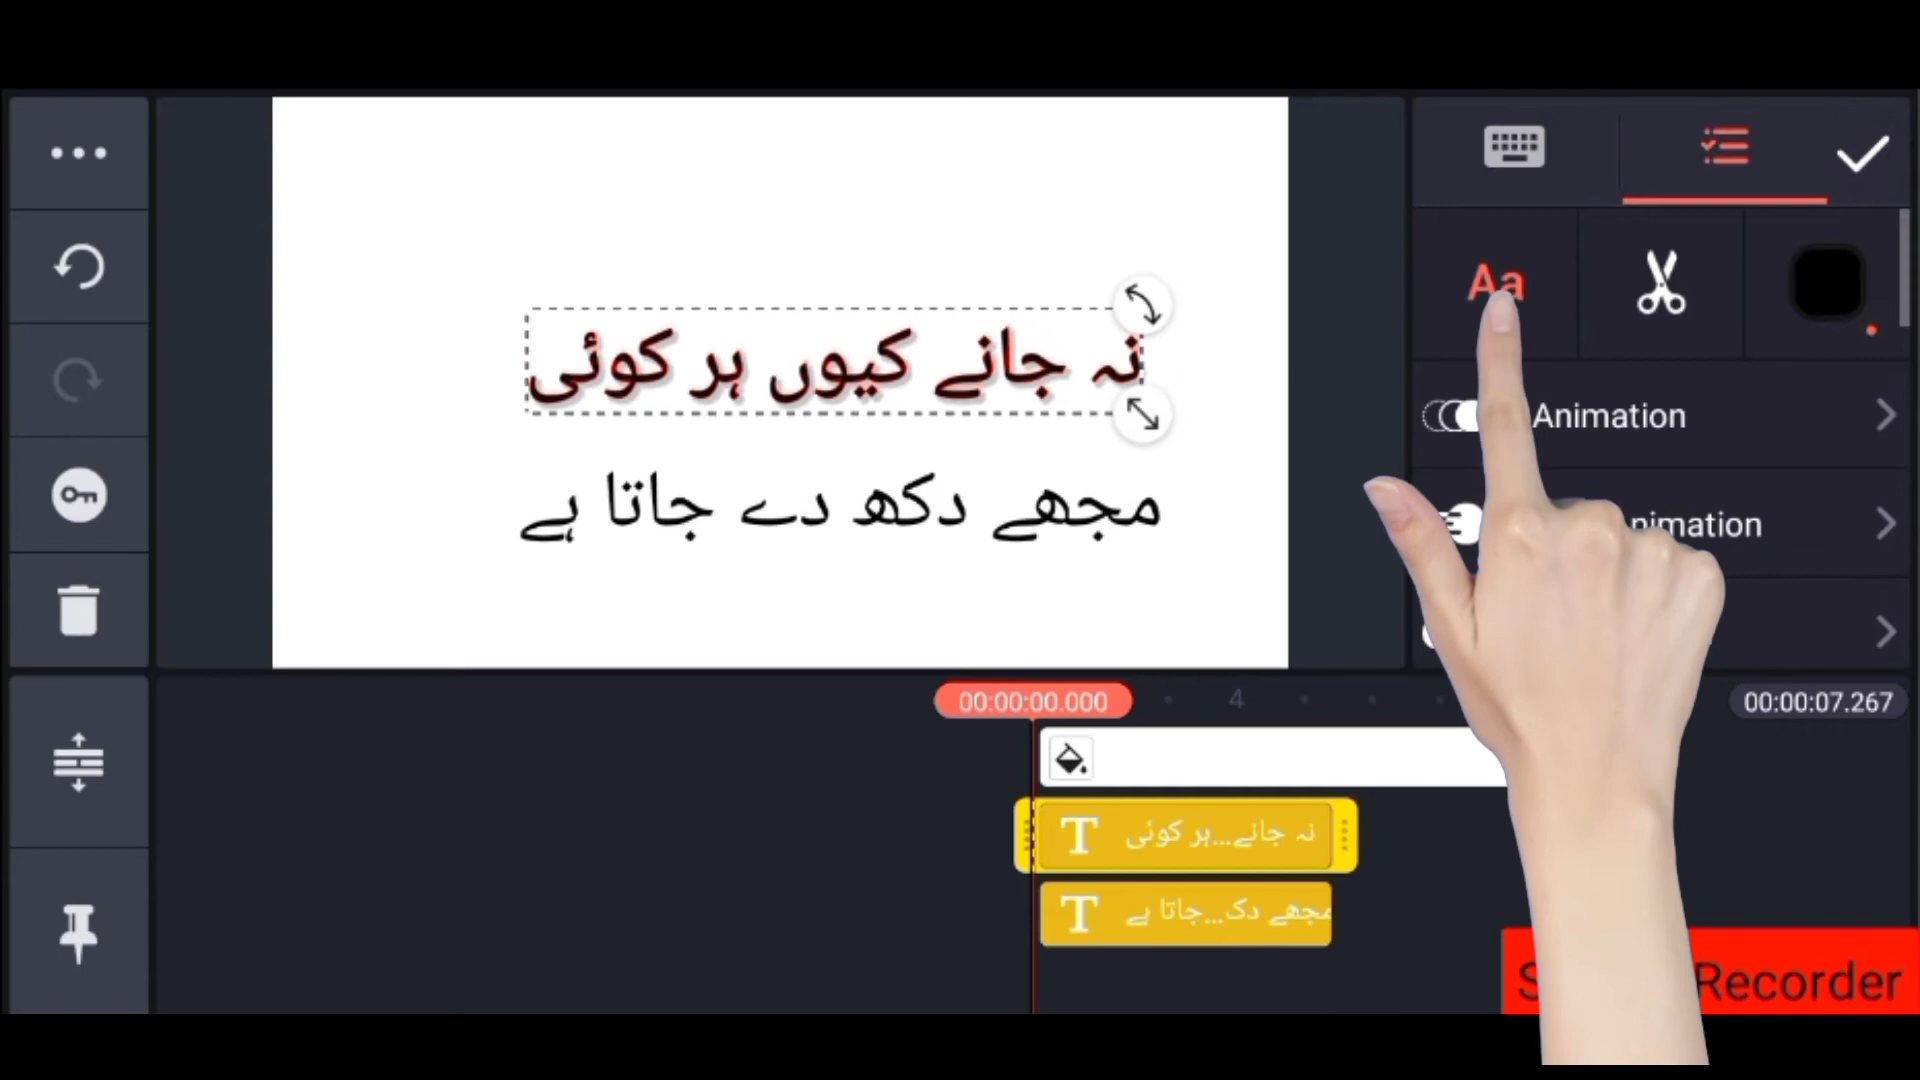 Aa
نہ جانے کیوں ہر کوئی
مجھے دکھ دے جاتا ہے
Animation
nimation
00:00:00.000
4
00:00:07.267
T نہ جانے...ہر کوئی
T مجھے دک...جاتا ہے
Recorder